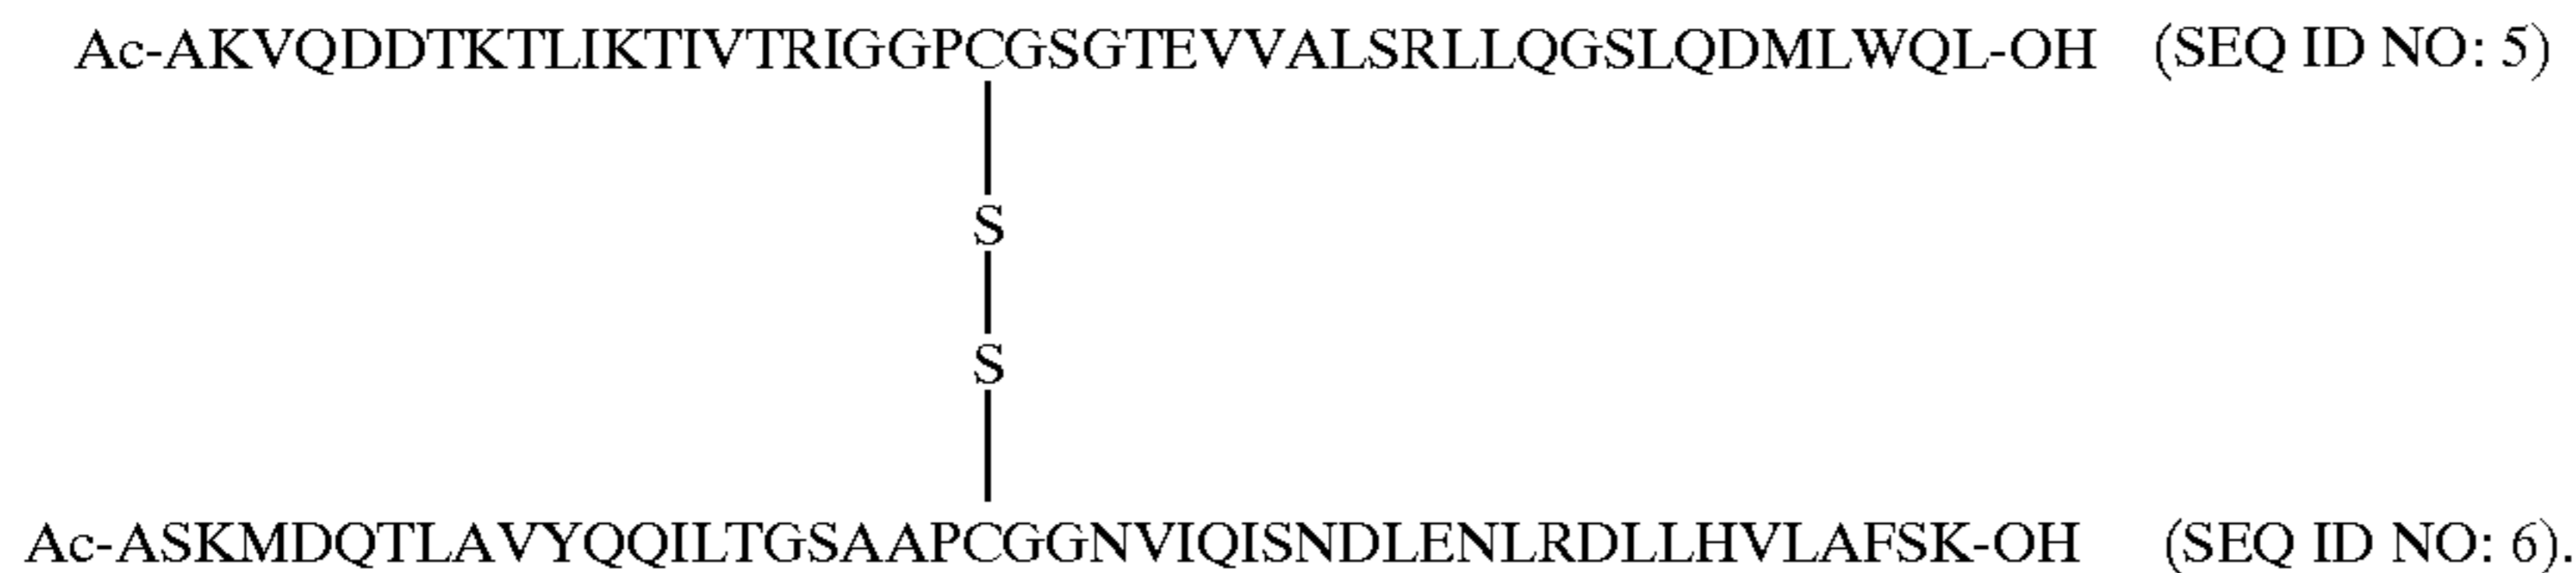 Ac-AKVQDDTKTLIKTIVTRIGGPCGSGTEVVALSRLLQGSLQDMLWQL-OH (SEQ ID NO: 5)
S
S
Ac-ASKMDQTLAVYQQILTGSAAPCGGNVIQISNDLENLRDLLHVLAFSK-OH (SEQ ID NO: 6).